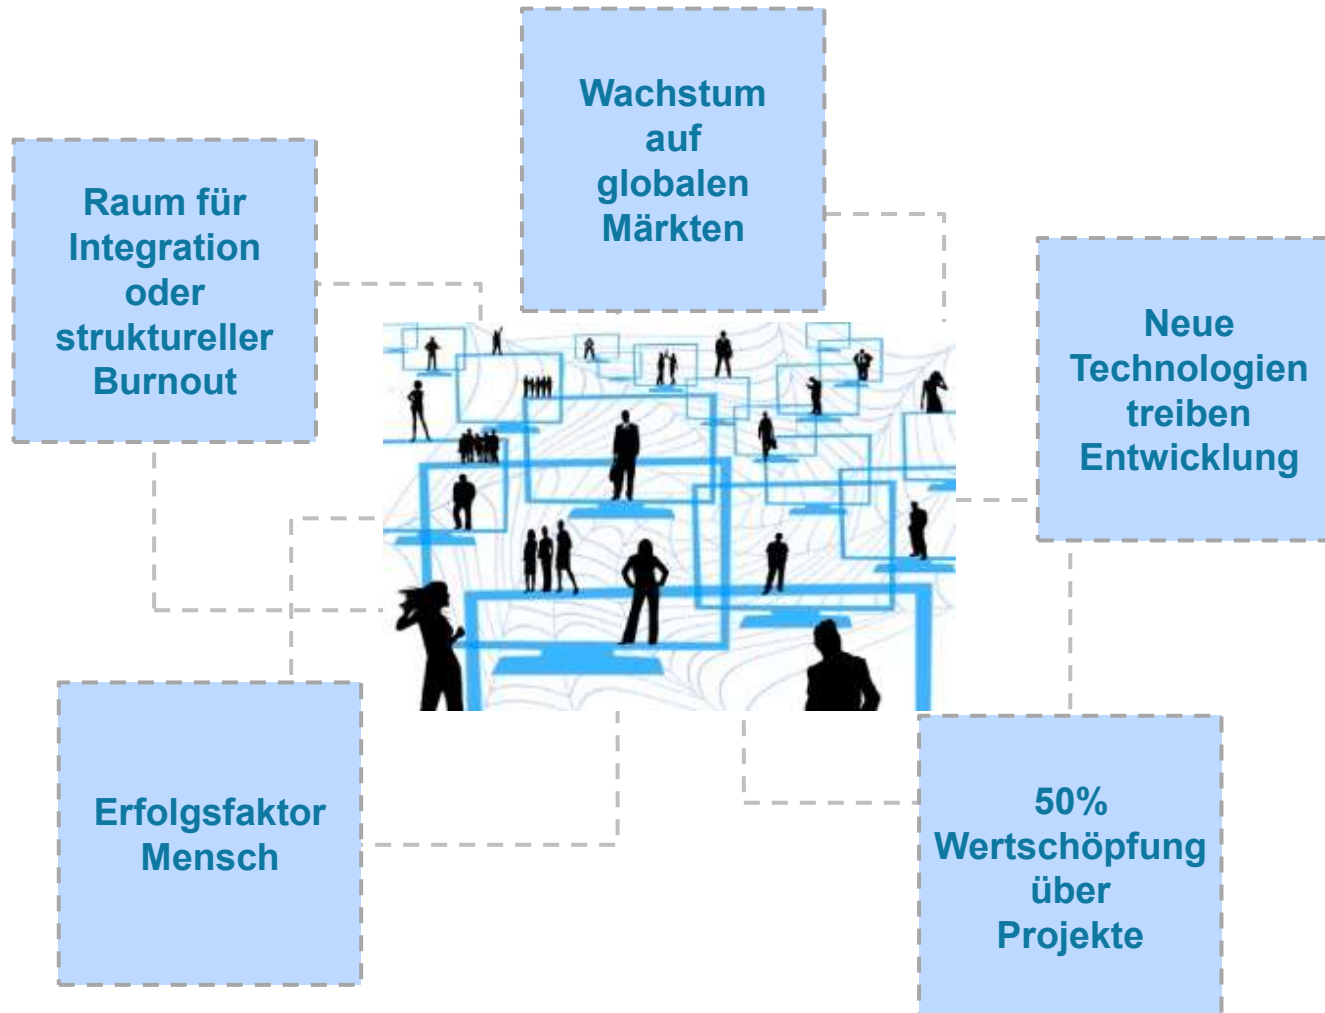 Wachstum
auf
globalen
Märkten
Raum für
Integration
oder
struktureller
Burnout
Neue
Technologien
treiben
Entwicklung
Erfolgsfaktor
Mensch
50%
Wertschöpfung
über
Projekte